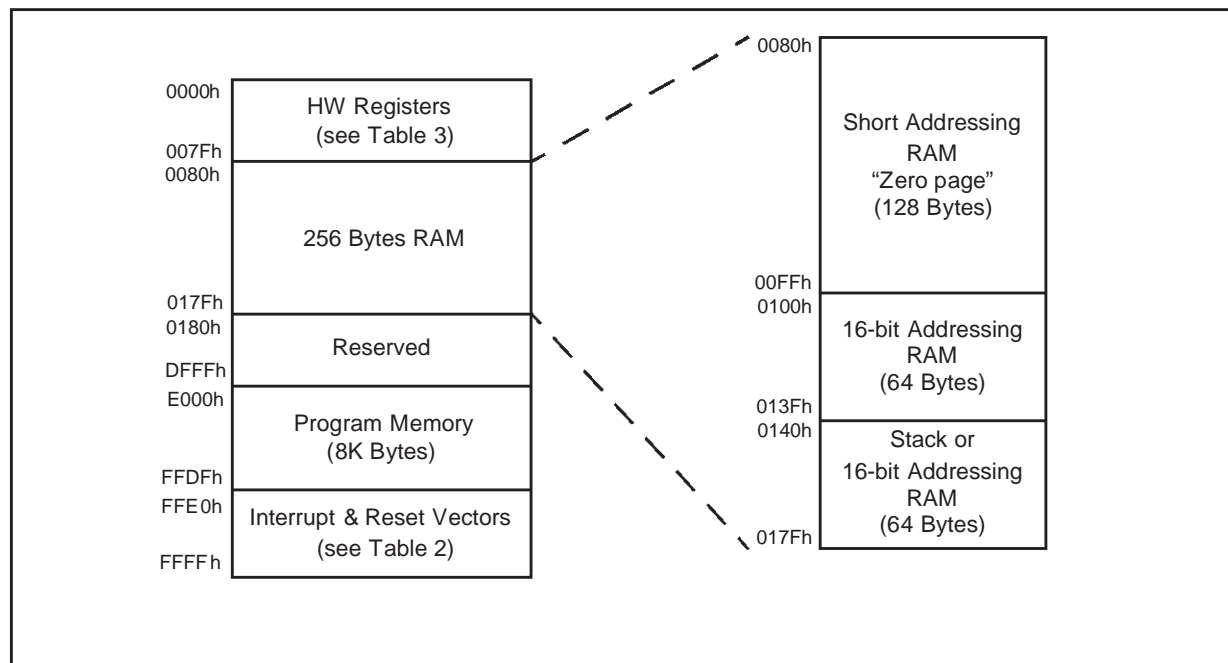 0000h
HW Registers
(see Table 3)
007Fh
0080h
256 Bytes RAM
017Fh
0180h
Reserved
DFFFh
E000h
Program Memory
(8K Bytes)
FFDFh
FFE0h
Interrupt & Reset Vectors
(see Table 2)
FFFFh
0080h
Short Addressing
RAM
“Zero page”
(128 Bytes)
00FFh
0100h
16-bit Addressing
RAM
(64 Bytes)
013Fh
0140h
Stack or
16-bit Addressing
RAM
(64 Bytes)
017Fh